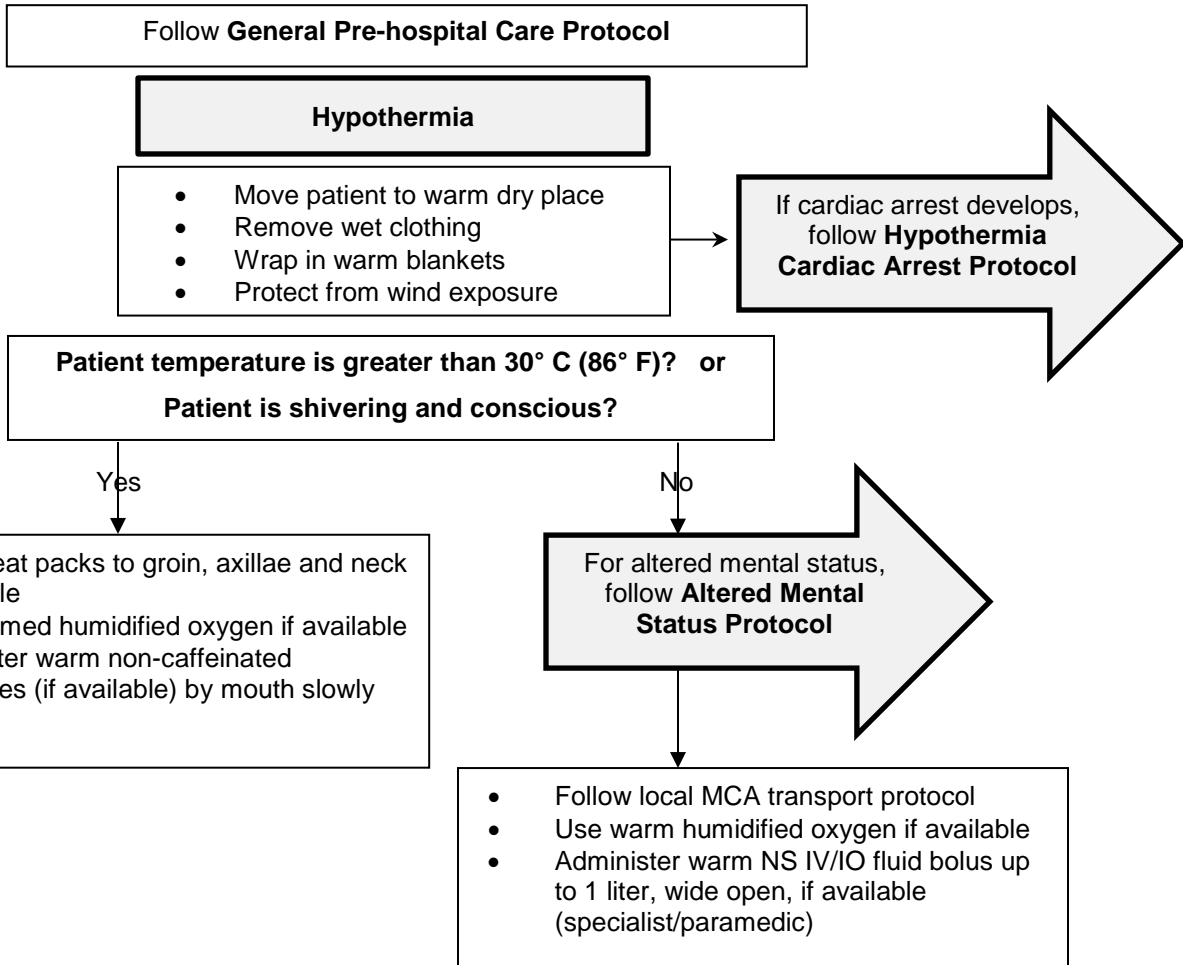 Follow General Pre-hospital Care Protocol
Hypothermia
• Move patient to warm dry place
• Remove wet clothing
• Wrap in warm blankets
• Protect from wind exposure
If cardiac arrest develops,
follow Hypothermia
Cardiac Arrest Protocol
Patient temperature is greater than 30° C (86° F)? or
Patient is shivering and conscious?
Yes
No
packs to groin, axillae and neck
humidified oxygen if available
warm non-caffeinated
(if available) by mouth slowly
For altered mental status,
follow Altered Mental
Status Protocol
• Follow local MCA transport protocol
• Use warm humidified oxygen if available
• Administer warm NS IV/IO fluid bolus up
to 1 liter, wide open, if available
(specialist/paramedic)